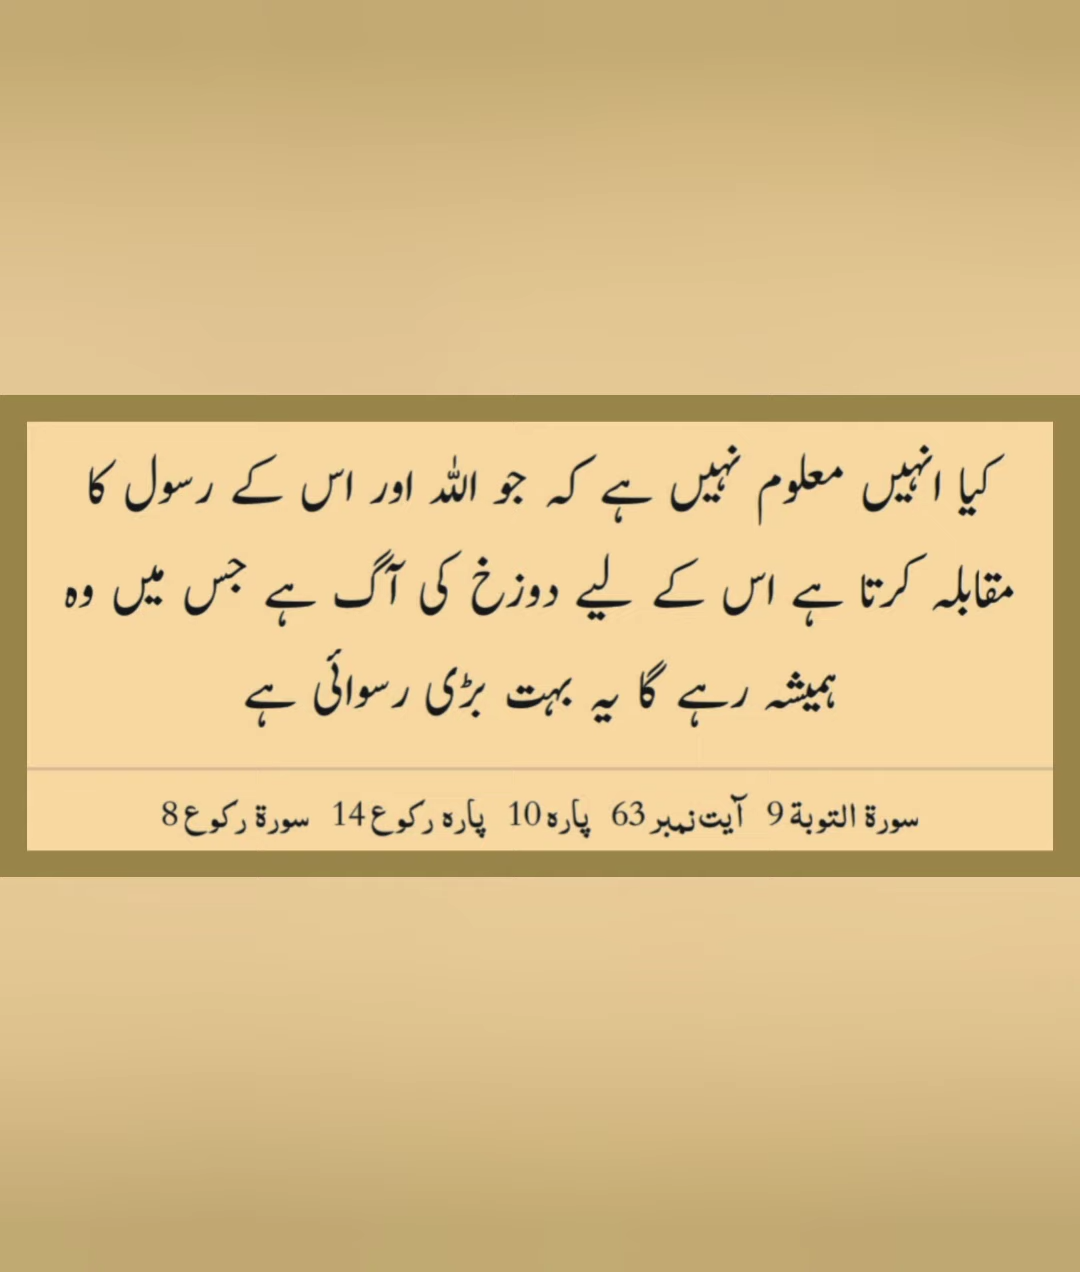 کیا انہیں معلوم نہیں ہے کہ جو اللہ اور اس کے رسول کا
مقابلہ کرتا ہے اس کے لیے دوزخ کی آگ ہے جس میں وہ
ہمیشہ رہے گا یہ بہت بڑی رسوائی ہے
سورۃ التوبة 9 آیت نمبر 63 پارہ 10 پارہ رکوع 14 سورۃ رکوع 8